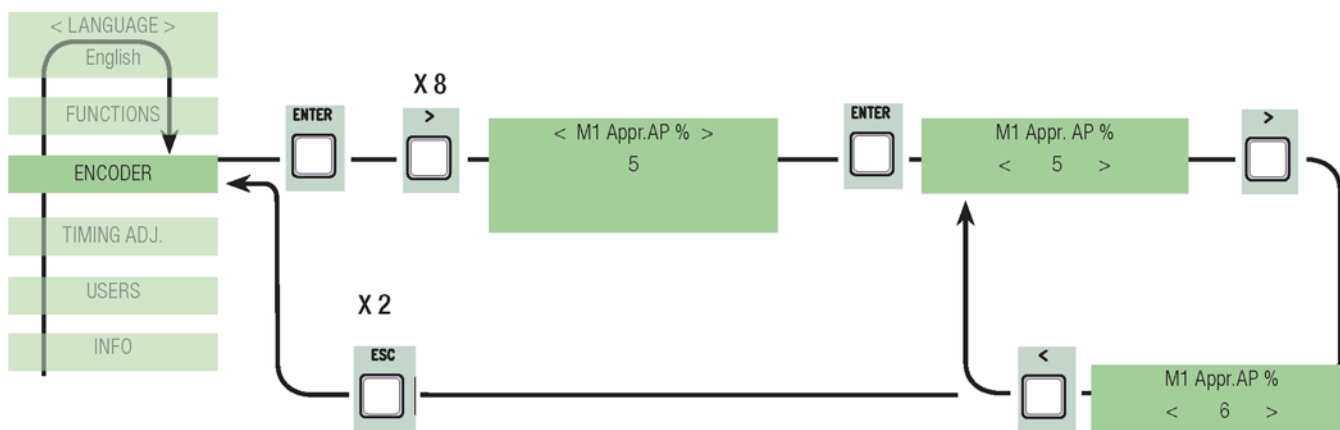 < LANGUAGE >
English
FUNCTIONS
ENCODER
TIMING ADJ.
USERS
INFO
ENTER
X 8
>
< M1 Appr.AP % >
5
ENTER
M1 Appr. AP %
< 5 >
>
X 2
ESC
<
M1 Appr.AP %
< 6 >